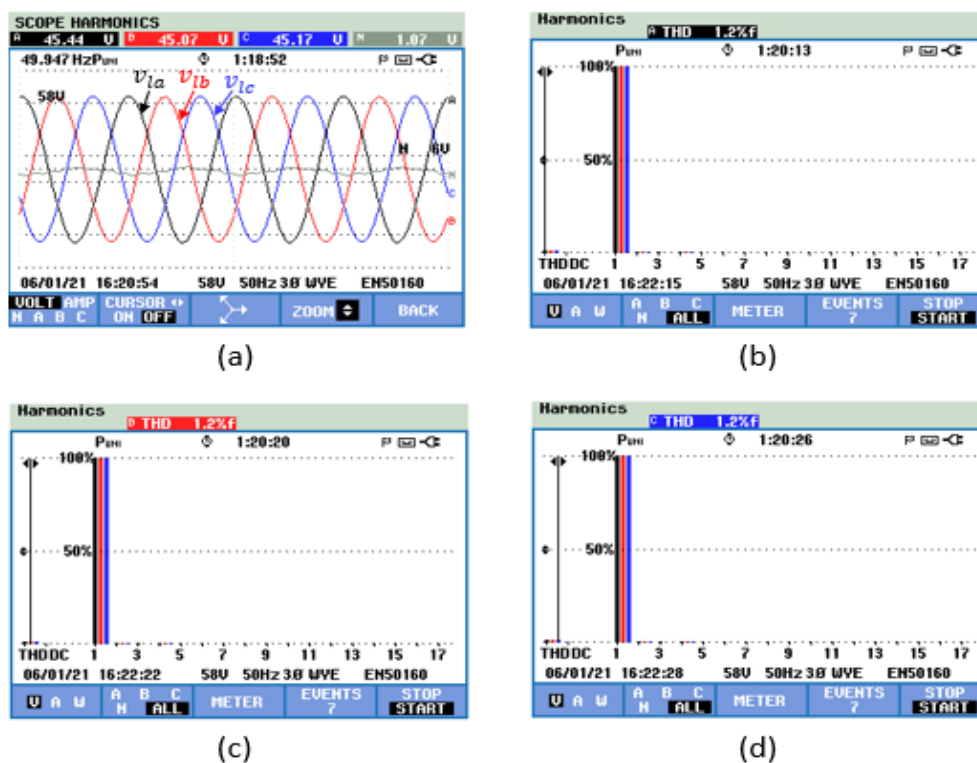 SCOPE HARMONICS
A 45.44 V B 45.07 V C 45.17 V N 1.07 V
49.947 HzPUNI 1:18:52 P
vla vlb vlc
58V
A
N 6V
N
C
B
06/01/21 16:20:54 58V 50Hz 3Ø WYE EN50160
VOLT AMP CURSOR ZOOM BACK
N A B C ON OFF
(a)
Harmonics
A THD 1.2%f
PUNI 1:20:13 P
100%
50%
THDDC 1 3 5 7 9 11 13 15 17
06/01/21 16:22:15 58V 50Hz 3Ø WYE EN50160
V A W A B C N ALL METER EVENTS 7 STOP START
(b)
Harmonics
B THD 1.2%f
PUNI 1:20:20 P
100%
50%
THDDC 1 3 5 7 9 11 13 15 17
06/01/21 16:22:22 58V 50Hz 3Ø WYE EN50160
V A W A B C N ALL METER EVENTS 7 STOP START
(c)
Harmonics
C THD 1.2%f
PUNI 1:20:26 P
100%
50%
THDDC 1 3 5 7 9 11 13 15 17
06/01/21 16:22:28 58V 50Hz 3Ø WYE EN50160
V A W A B C N ALL METER EVENTS 7 STOP START
(d)